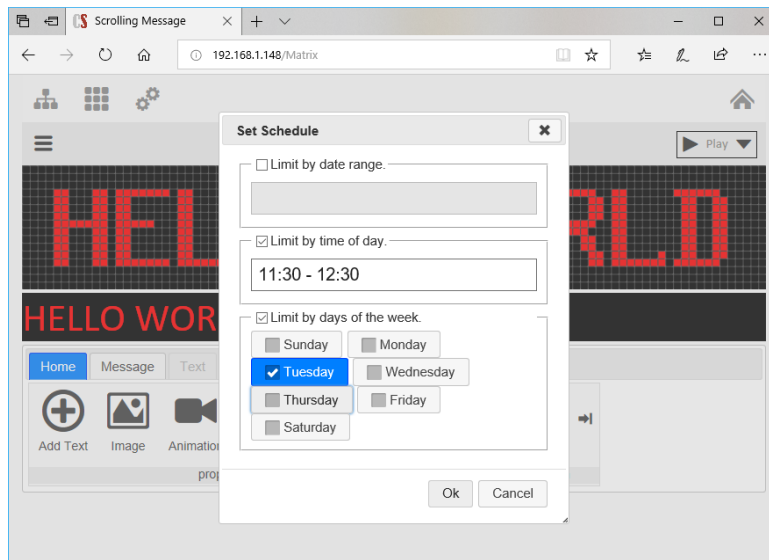 Scrolling Message
192.168.1.148/Matrix
Set Schedule
Play
Limit by date range.
HEL RLD
Limit by time of day.
11:30 - 12:30
HELLO WOR
Limit by days of the week.
Sunday Monday
Home Message Text Tuesday Wednesday
Thursday Friday
Saturday
Add Text Image Animation
prop
Ok Cancel